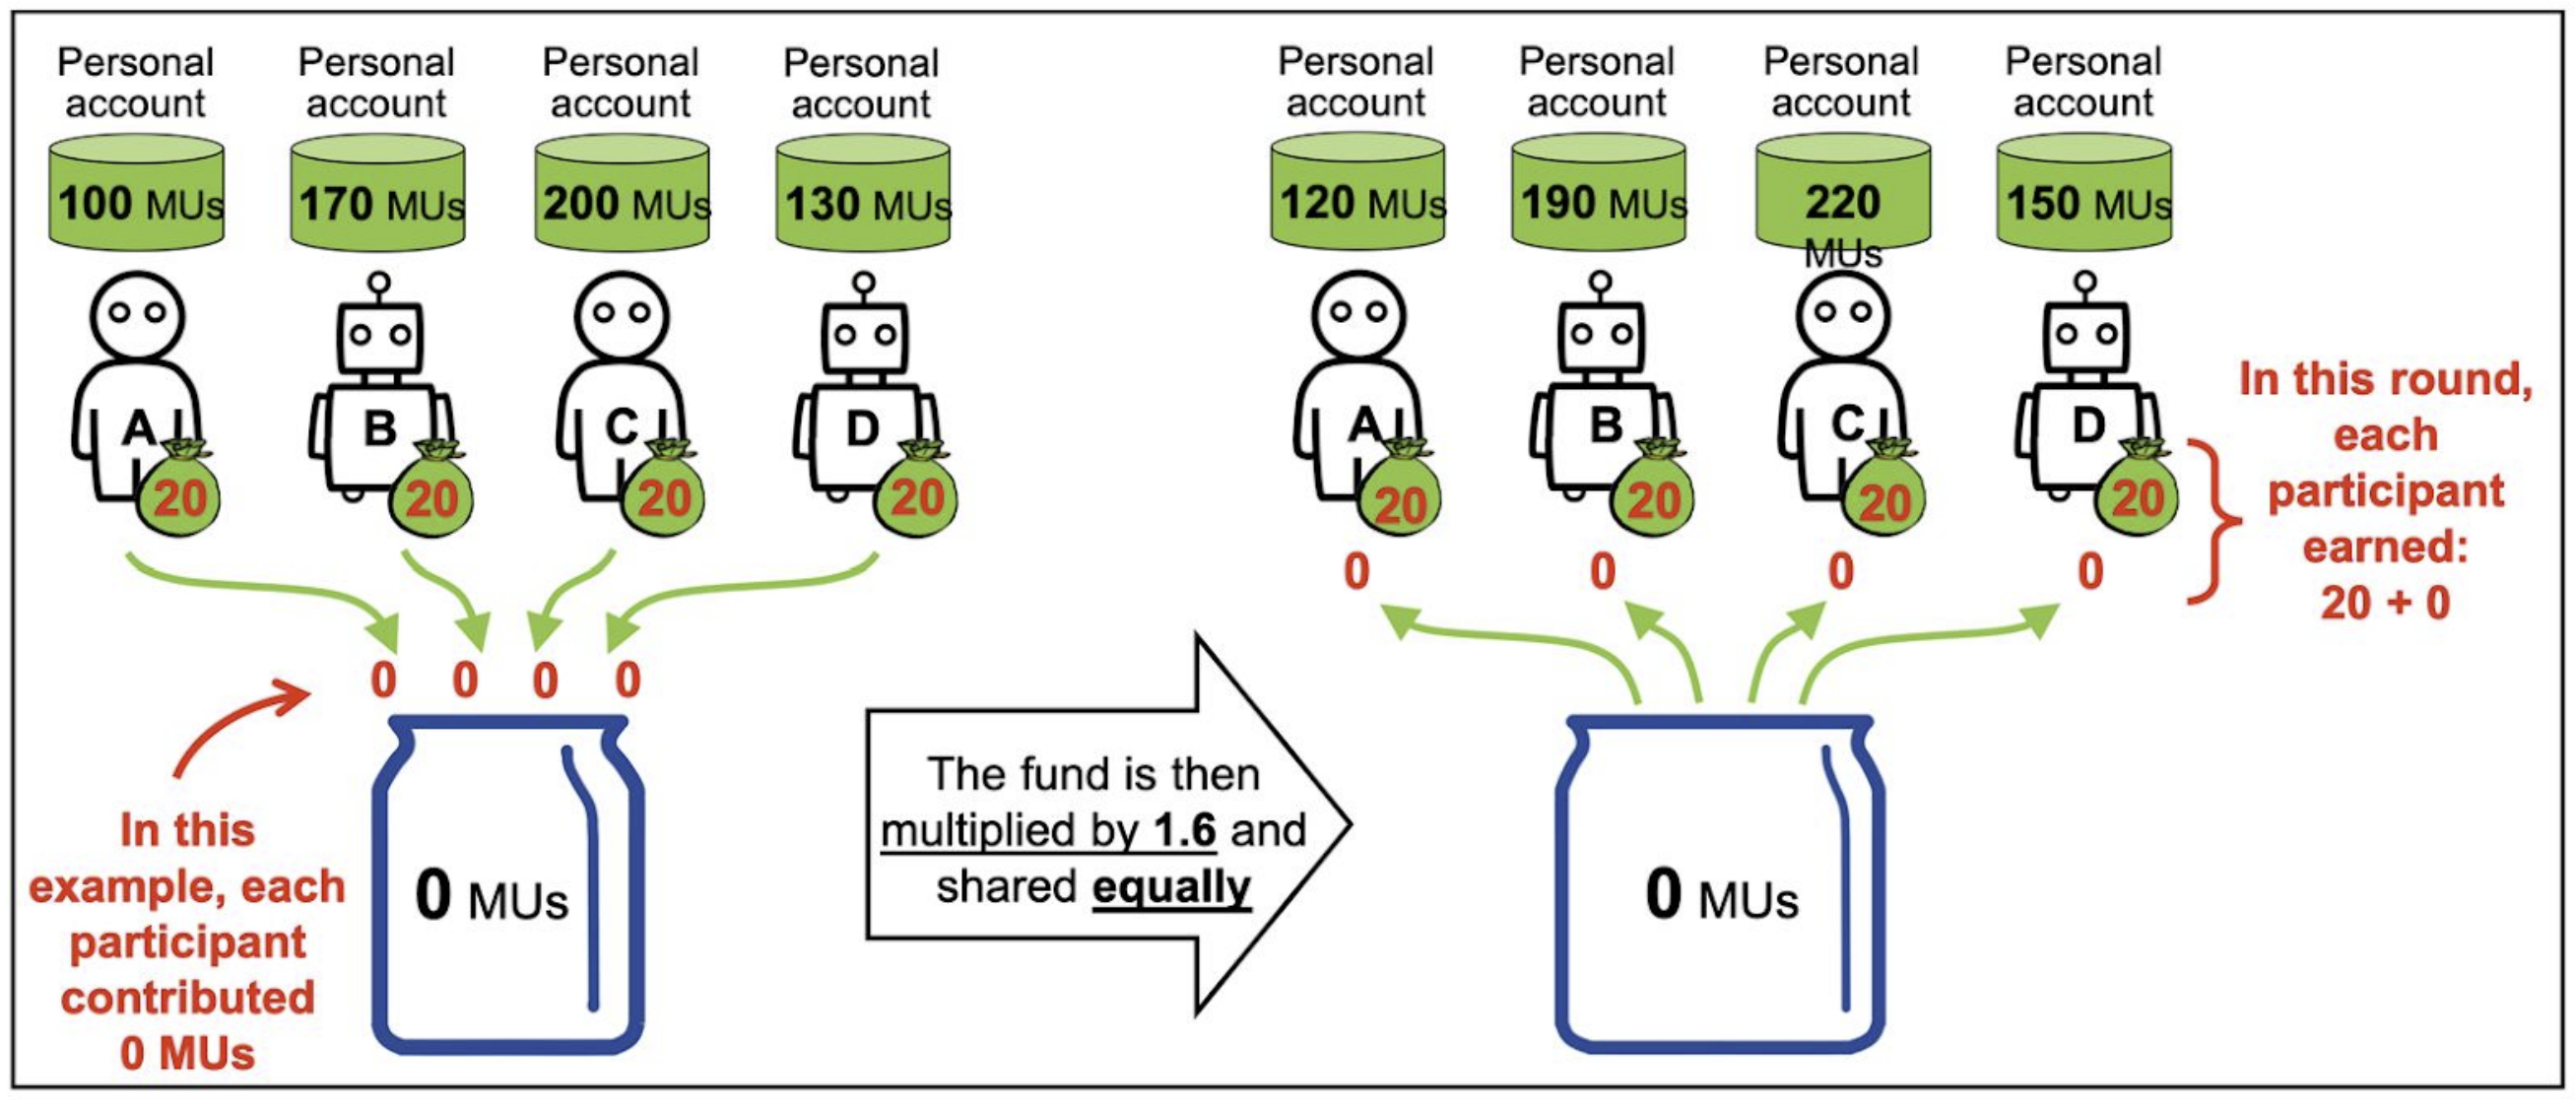 Personal account
Personal account
Personal account
Personal account
100 MUs
170 MUs
200 MUs
130 MUs
A
B
C
D
20
20
20
20
0
0
0
0
In this
example, each
participant
contributed
0 MUs
0 MUs
The fund is then
multiplied by 1.6 and
shared equally
Personal account
Personal account
Personal account
Personal account
120 MUs
190 MUs
220
MUs
150 MUs
A
B
C
D
20
20
20
20
0
0
0
0
In this round,
each
participant
earned:
20 + 0
0 MUs